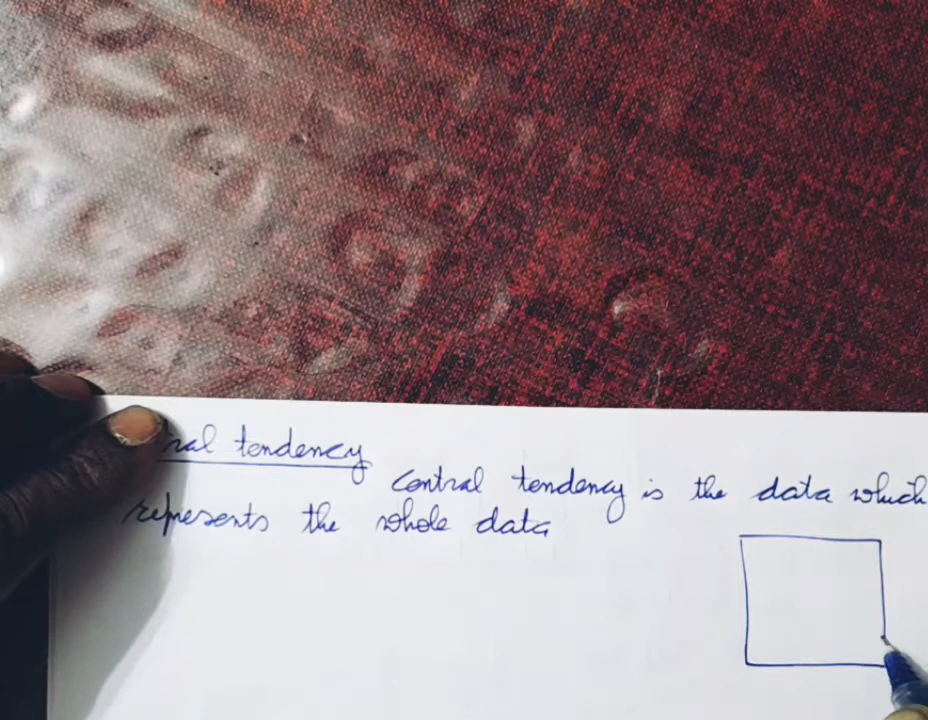 tendency
Central tendency is the data which
represents the whole data